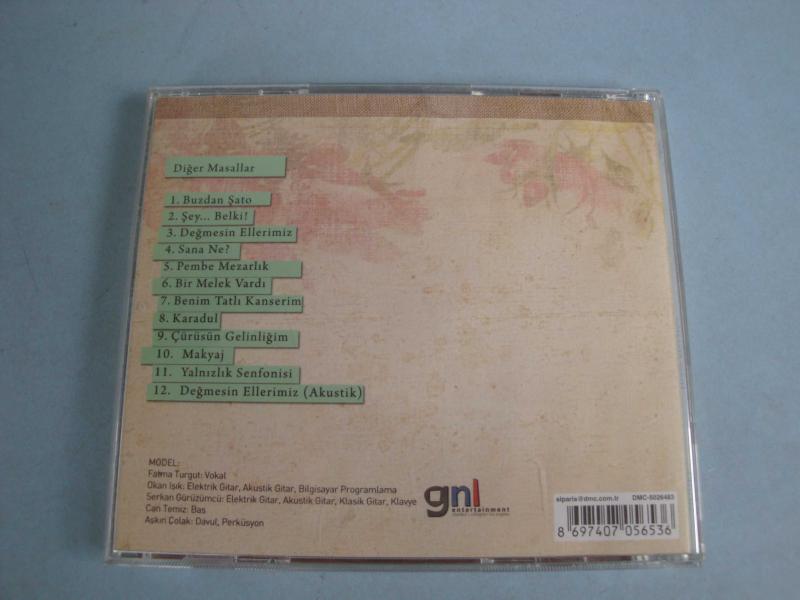 Diğer Masallar
1. Buzdan Şato
2. Şey... Belki!
3. Değmesin Ellerimiz
4. Sana Ne?
5. Pembe Mezarlık
6. Bir Melek Vardı
7. Benim Tatlı Kanserim
8. Karadul
9. Çürüsün Gelinliğim
10. Makyaj
11. Yalnızlık Senfonisi
12. Değmesin Ellerimiz (Akustik)
MODEL:
Fatma Turgut: Vokal
Okan Işık: Elektrik Gitar, Akustik Gitar, Bilgisayar Programlama
Serkan Gürüzümcü: Elektrik Gitar, Akustik Gitar, Klasik Gitar, Klavye
Can Temiz: Bas
Aşkın Çolak: Davul, Perküsyon
gnl
entertainment
siparis@dmc.com.tr DMC-5026483
8 697407 056536